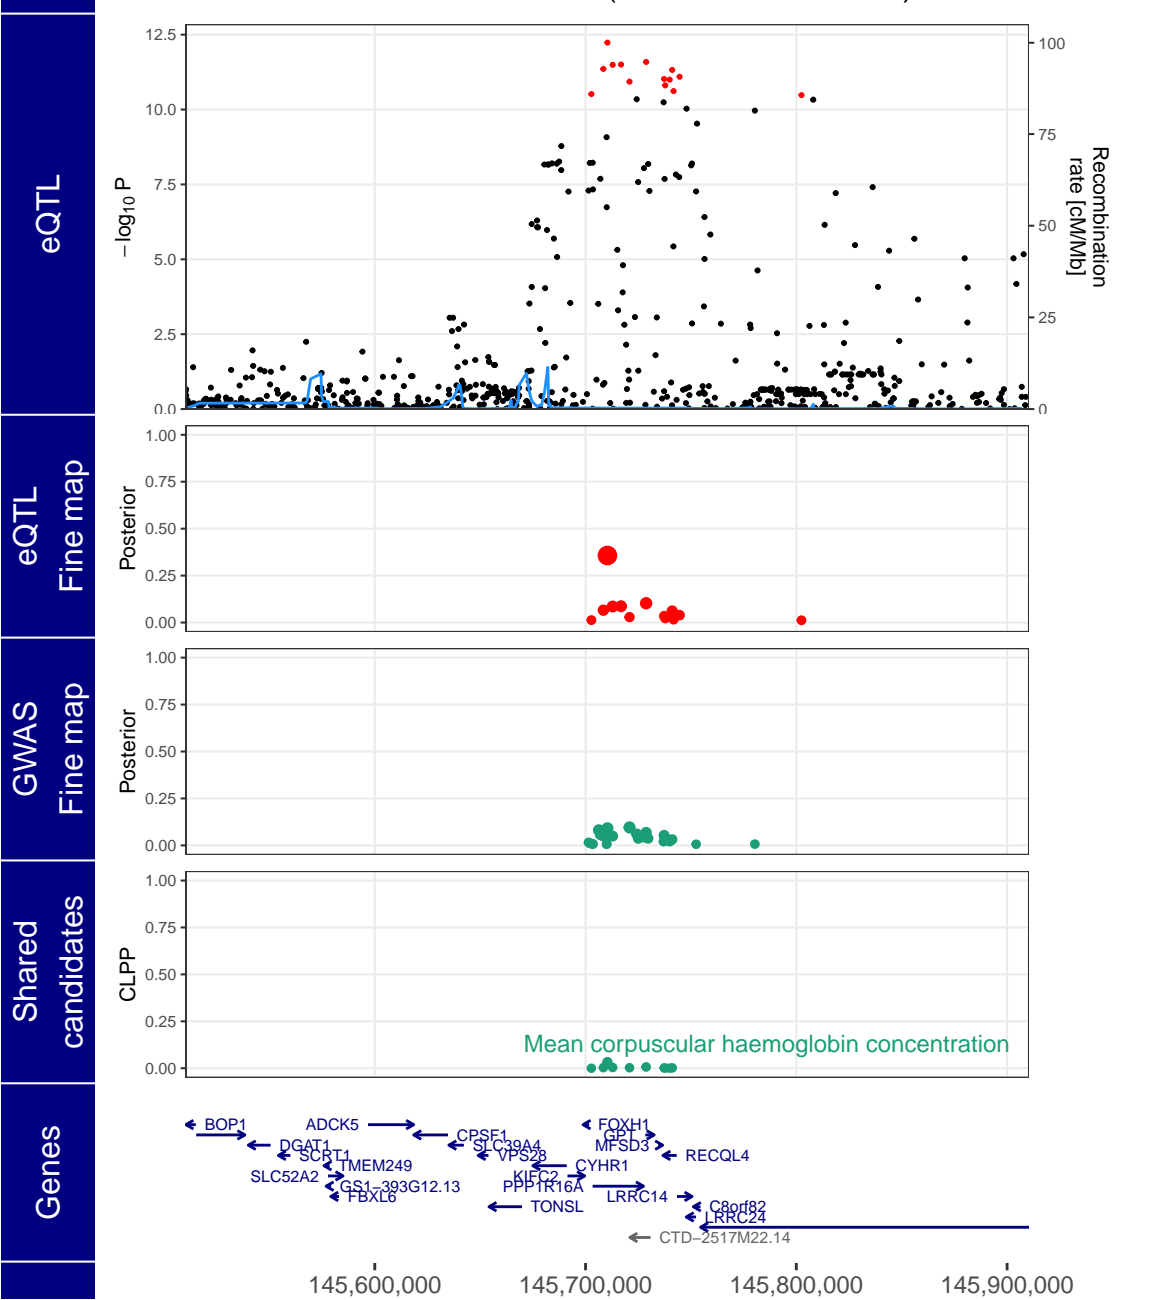 eQTL
−log10 P
12.5
10.0
7.5
5.0
2.5
0.0
100
75
50
25
0
Recombination
rate [cM/Mb]
eQTL
Fine map
Posterior
1.00
0.75
0.50
0.25
0.00
GWAS
Fine map
Posterior
1.00
0.75
0.50
0.25
0.00
Shared
candidates
CLPP
1.00
0.75
0.50
0.25
0.00
Mean corpuscular haemoglobin concentration
Genes
BOP1
ADCK5
FOXH1
CPSF1
GPT
DGAT1
SLC39A4
MFSD3
SCRT1
VPS28
RECQL4
TMEM249
CYHR1
SLC52A2
KIFC2
GS1−393G12.13
PPP1R16A
FBXL6
LRRC14
TONSL
C8orf82
LRRC24
CTD−2517M22.14
145,600,000
145,700,000
145,800,000
145,900,000